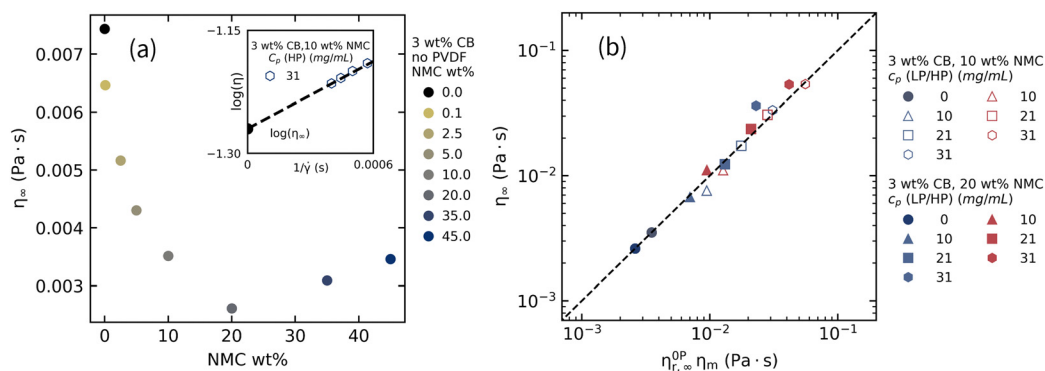 (a)
η∞ (Pa · s)
0.007
0.006
0.005
0.004
0.003
0
10
20
30
40
NMC wt%
-1.15
log(η)
-1.30
3 wt% CB,10 wt% NMC
Cp (HP) (mg/mL)
31
log(η∞)
0
0.0006
1/γ̇ (s)
3 wt% CB
no PVDF
NMC wt%
0.0
0.1
2.5
5.0
10.0
20.0
35.0
45.0
(b)
η∞ (Pa · s)
10⁻¹
10⁻²
10⁻³
10⁻³
10⁻²
10⁻¹
η⁰ᴾr,∞ ηm (Pa · s)
3 wt% CB, 10 wt% NMC
cp (LP/HP) (mg/mL)
0 10
10 21
21 31
31
3 wt% CB, 20 wt% NMC
cp (LP/HP) (mg/mL)
0 10
10 21
21 31
31